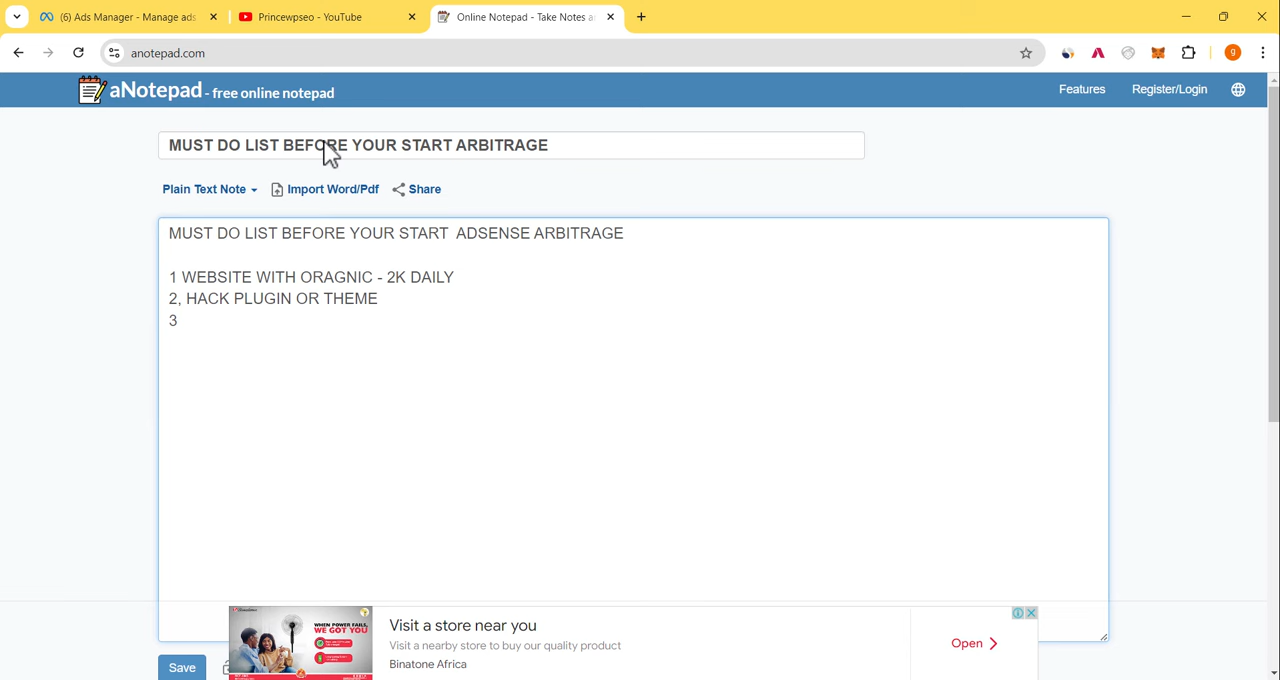 (6) Ads Manager - Manage ads
Princewpseo - YouTube
Online Notepad - Take Notes a
anotepad.com
g
aNotepad - free online notepad
Features
Register/Login
MUST DO LIST BEFORE YOUR START ARBITRAGE
Plain Text Note
Import Word/Pdf
Share
MUST DO LIST BEFORE YOUR START  ADSENSE ARBITRAGE
1 WEBSITE WITH ORAGNIC - 2K DAILY
2, HACK PLUGIN OR THEME
3
WHEN POWER FAILS,
WE GOT YOU
Visit a store near you
Visit a nearby store to buy our quality product
Binatone Africa
Open
Save